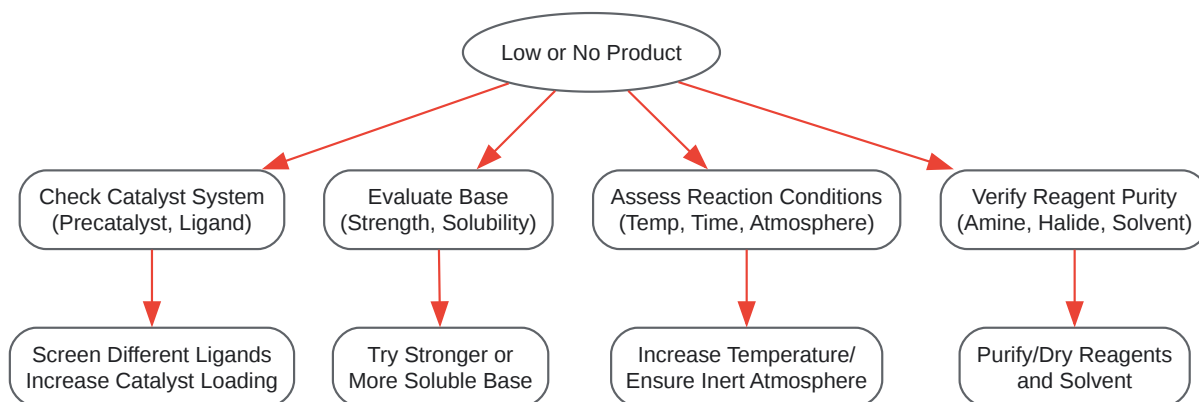 Low or No Product
Check Catalyst System
(Precatalyst, Ligand)
Evaluate Base
(Strength, Solubility)
Assess Reaction Conditions
(Temp, Time, Atmosphere)
Verify Reagent Purity
(Amine, Halide, Solvent)
Screen Different Ligands
Increase Catalyst Loading
Try Stronger or
More Soluble Base
Increase Temperature/
Ensure Inert Atmosphere
Purify/Dry Reagents
and Solvent